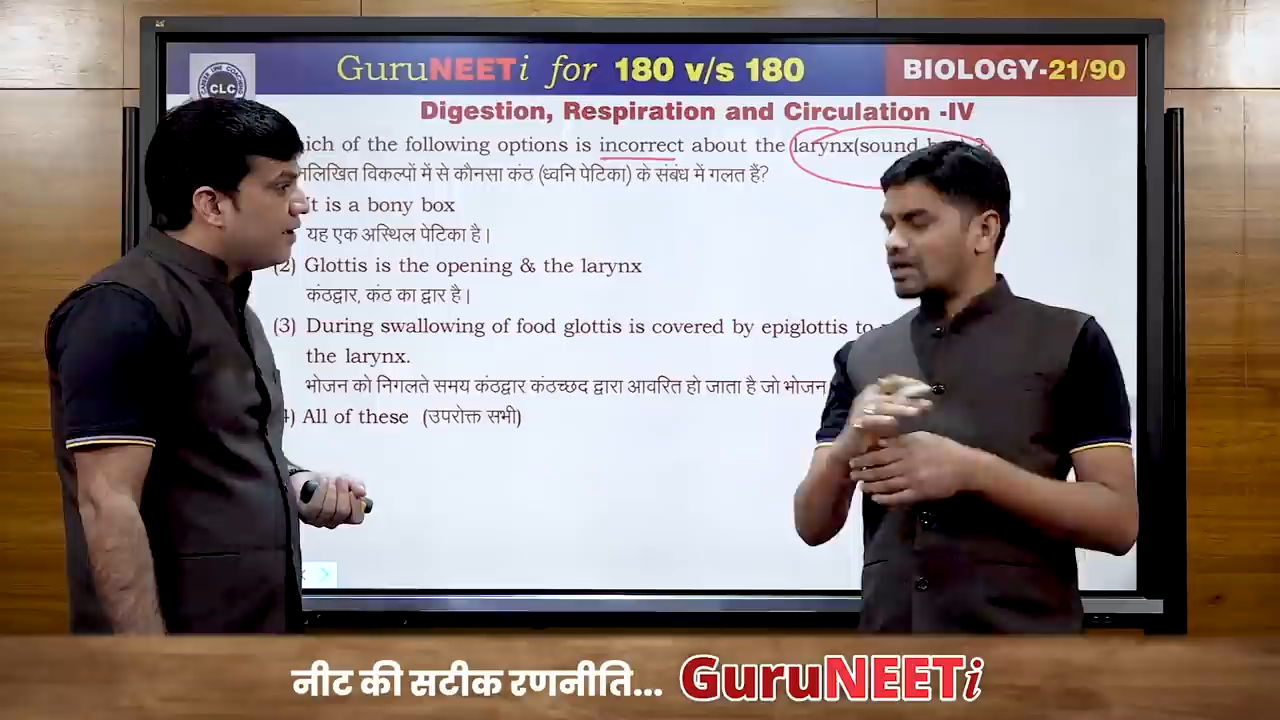 CLC
GuruNEETi for 180 v/s 180
BIOLOGY-21/90
Digestion, Respiration and Circulation -IV
of the following options is incorrect about the larynx(sound
विकल्पों में से कौनसा कंठ (ध्वनि पेटिका) के संबंध में गलत हैं?
It is a bony box
यह एक अस्थिल पेटिका है।
(2) Glottis is the opening & the larynx
कंठद्वार, कंठ का द्वार है।
(3) During swallowing of food glottis is covered by epiglottis to
the larynx.
भोजन को निगलते समय कंठद्वार कंठच्छद द्वारा आवरित हो जाता है जो भोजन
All of these (उपरोक्त सभी)
नीट की सटीक रणनीति... GuruNEETi